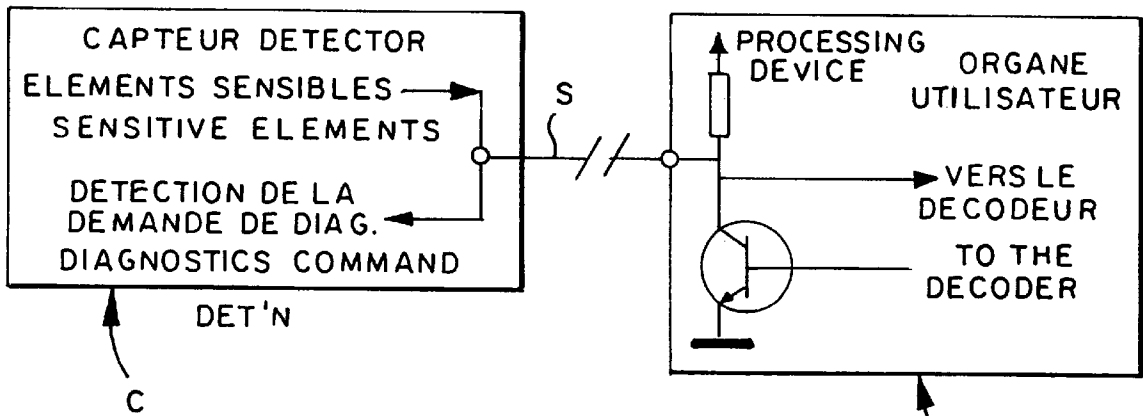 CAPTEUR DETECTOR
ELEMENTS SENSIBLES
SENSITIVE ELEMENTS
DETECTION DE LA
DEMANDE DE DIAG.
DIAGNOSTICS COMMAND
DET'N
C
S
PROCESSING
DEVICE
ORGANE
UTILISATEUR
VERS LE
DECODEUR
TO THE
DECODER